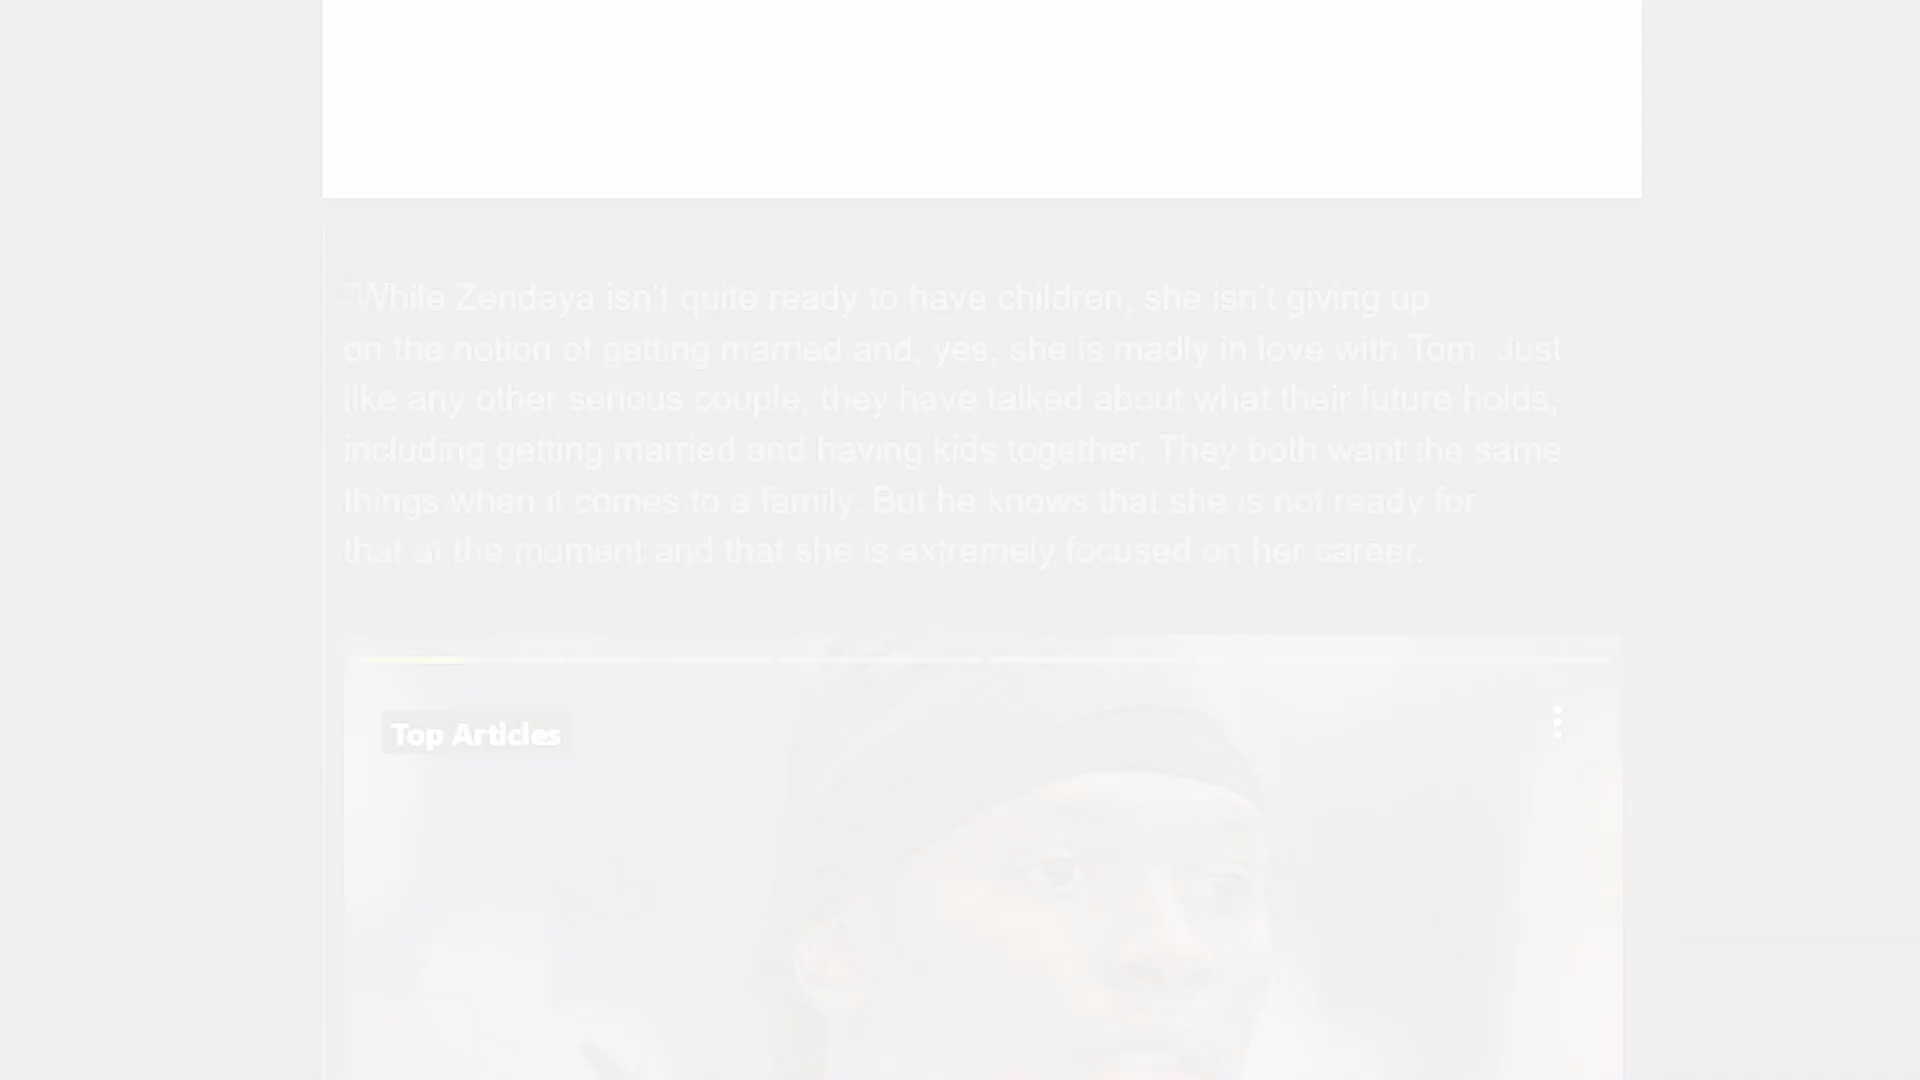 "While Zendaya isn't quite ready to have children, she isn't giving up
on the notion of getting married and, yes, she is madly in love with Tom. Just
like any other serious couple, they have talked about what their future holds,
including getting married and having kids together. They both want the same
things when it comes to a family. But he knows that she is not ready for
that at the moment and that she is extremely focused on her career.
Top Articles